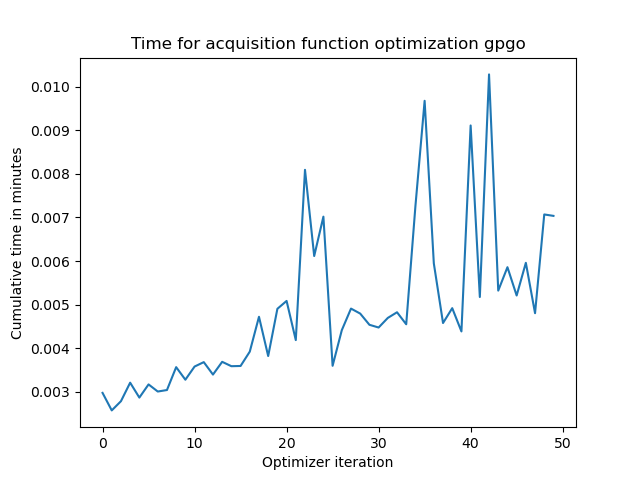 Time for acquisition function optimization gpgo
Cumulative time in minutes
0.010
0.009
0.008
0.007
0.006
0.005
0.004
0.003
0 10 20 30 40 50
Optimizer iteration